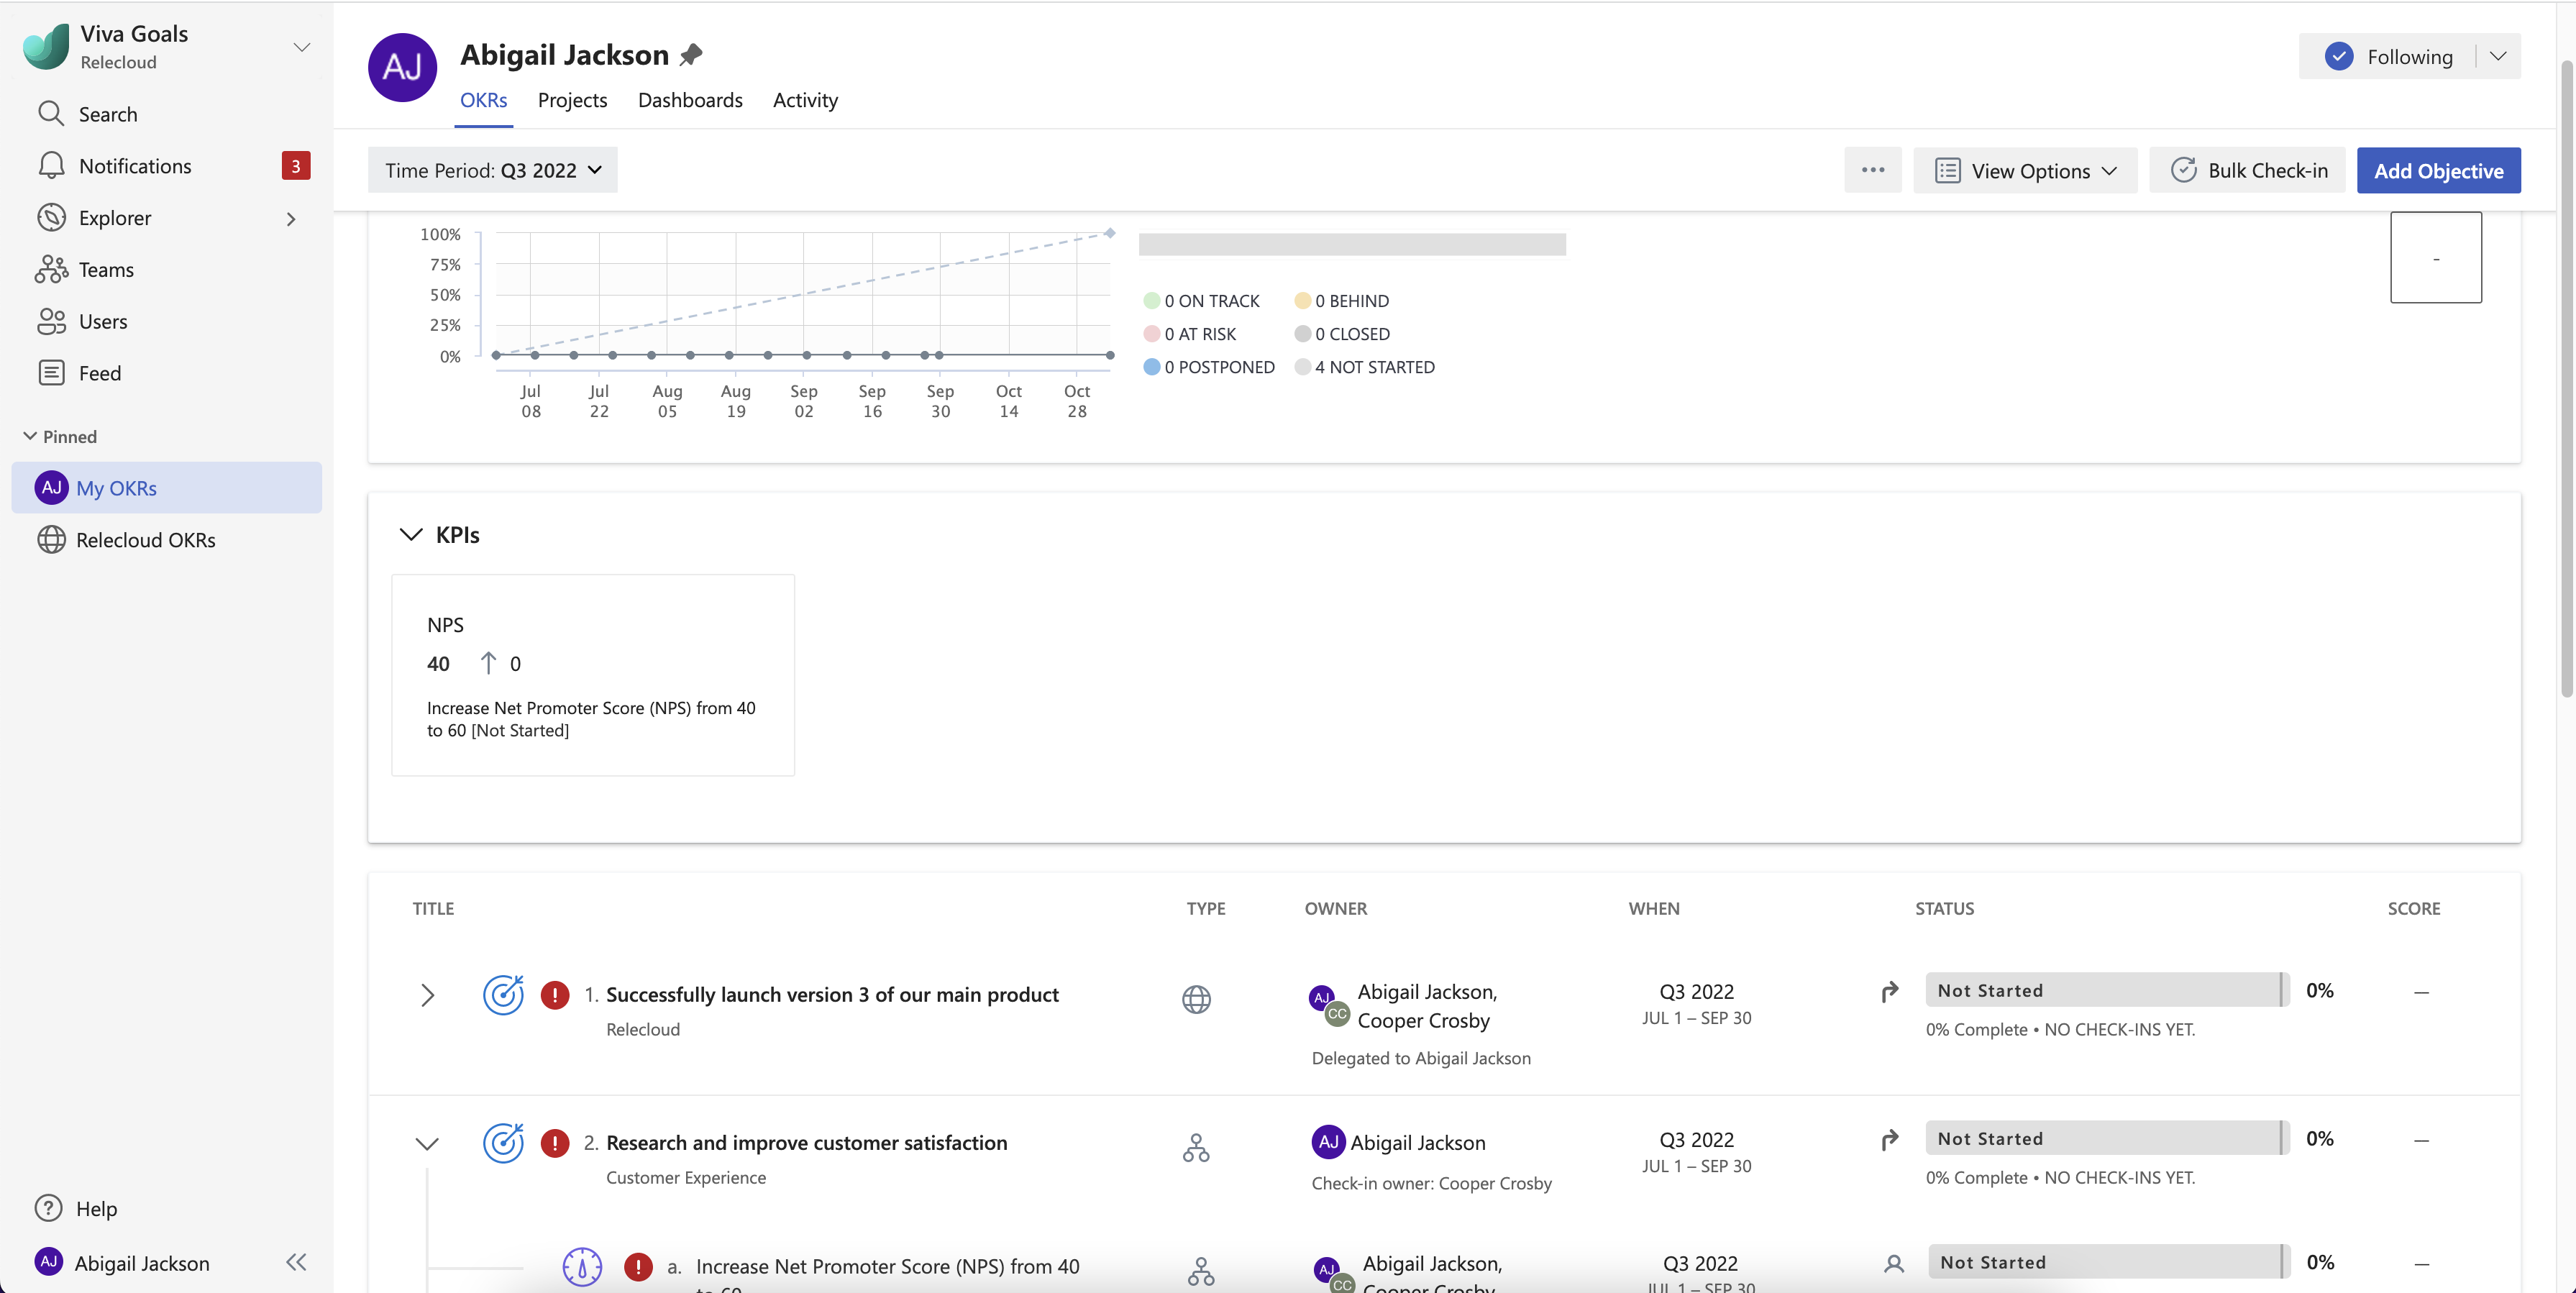 Viva Goals
Relecloud
Search
Notifications 3
Explorer
Teams
Users
Feed
Pinned
AJ My OKRs
Relecloud OKRs
Help
AJ Abigail Jackson
AJ Abigail Jackson
OKRs Projects Dashboards Activity
Following
Time Period: Q3 2022
... View Options Bulk Check-in Add Objective
100%
75%
50%
25%
0%
Jul 08 Jul 22 Aug 05 Aug 19 Sep 02 Sep 16 Sep 30 Oct 14 Oct 28
0 ON TRACK 0 BEHIND
0 AT RISK 0 CLOSED
0 POSTPONED 4 NOT STARTED
-
KPIs
NPS
40 ↑ 0
Increase Net Promoter Score (NPS) from 40
to 60 [Not Started]
TITLE TYPE OWNER WHEN STATUS SCORE
! 1. Successfully launch version 3 of our main product
Relecloud
AJ CC Abigail Jackson,
Cooper Crosby
Delegated to Abigail Jackson
Q3 2022
JUL 1 – SEP 30
Not Started 0% —
0% Complete • NO CHECK-INS YET.
! 2. Research and improve customer satisfaction
Customer Experience
AJ Abigail Jackson
Check-in owner: Cooper Crosby
Q3 2022
JUL 1 – SEP 30
Not Started 0% —
0% Complete • NO CHECK-INS YET.
! a. Increase Net Promoter Score (NPS) from 40
to 60
AJ CC Abigail Jackson,
Cooper Crosby
Q3 2022
JUL 1 – SEP 30
Not Started 0% —